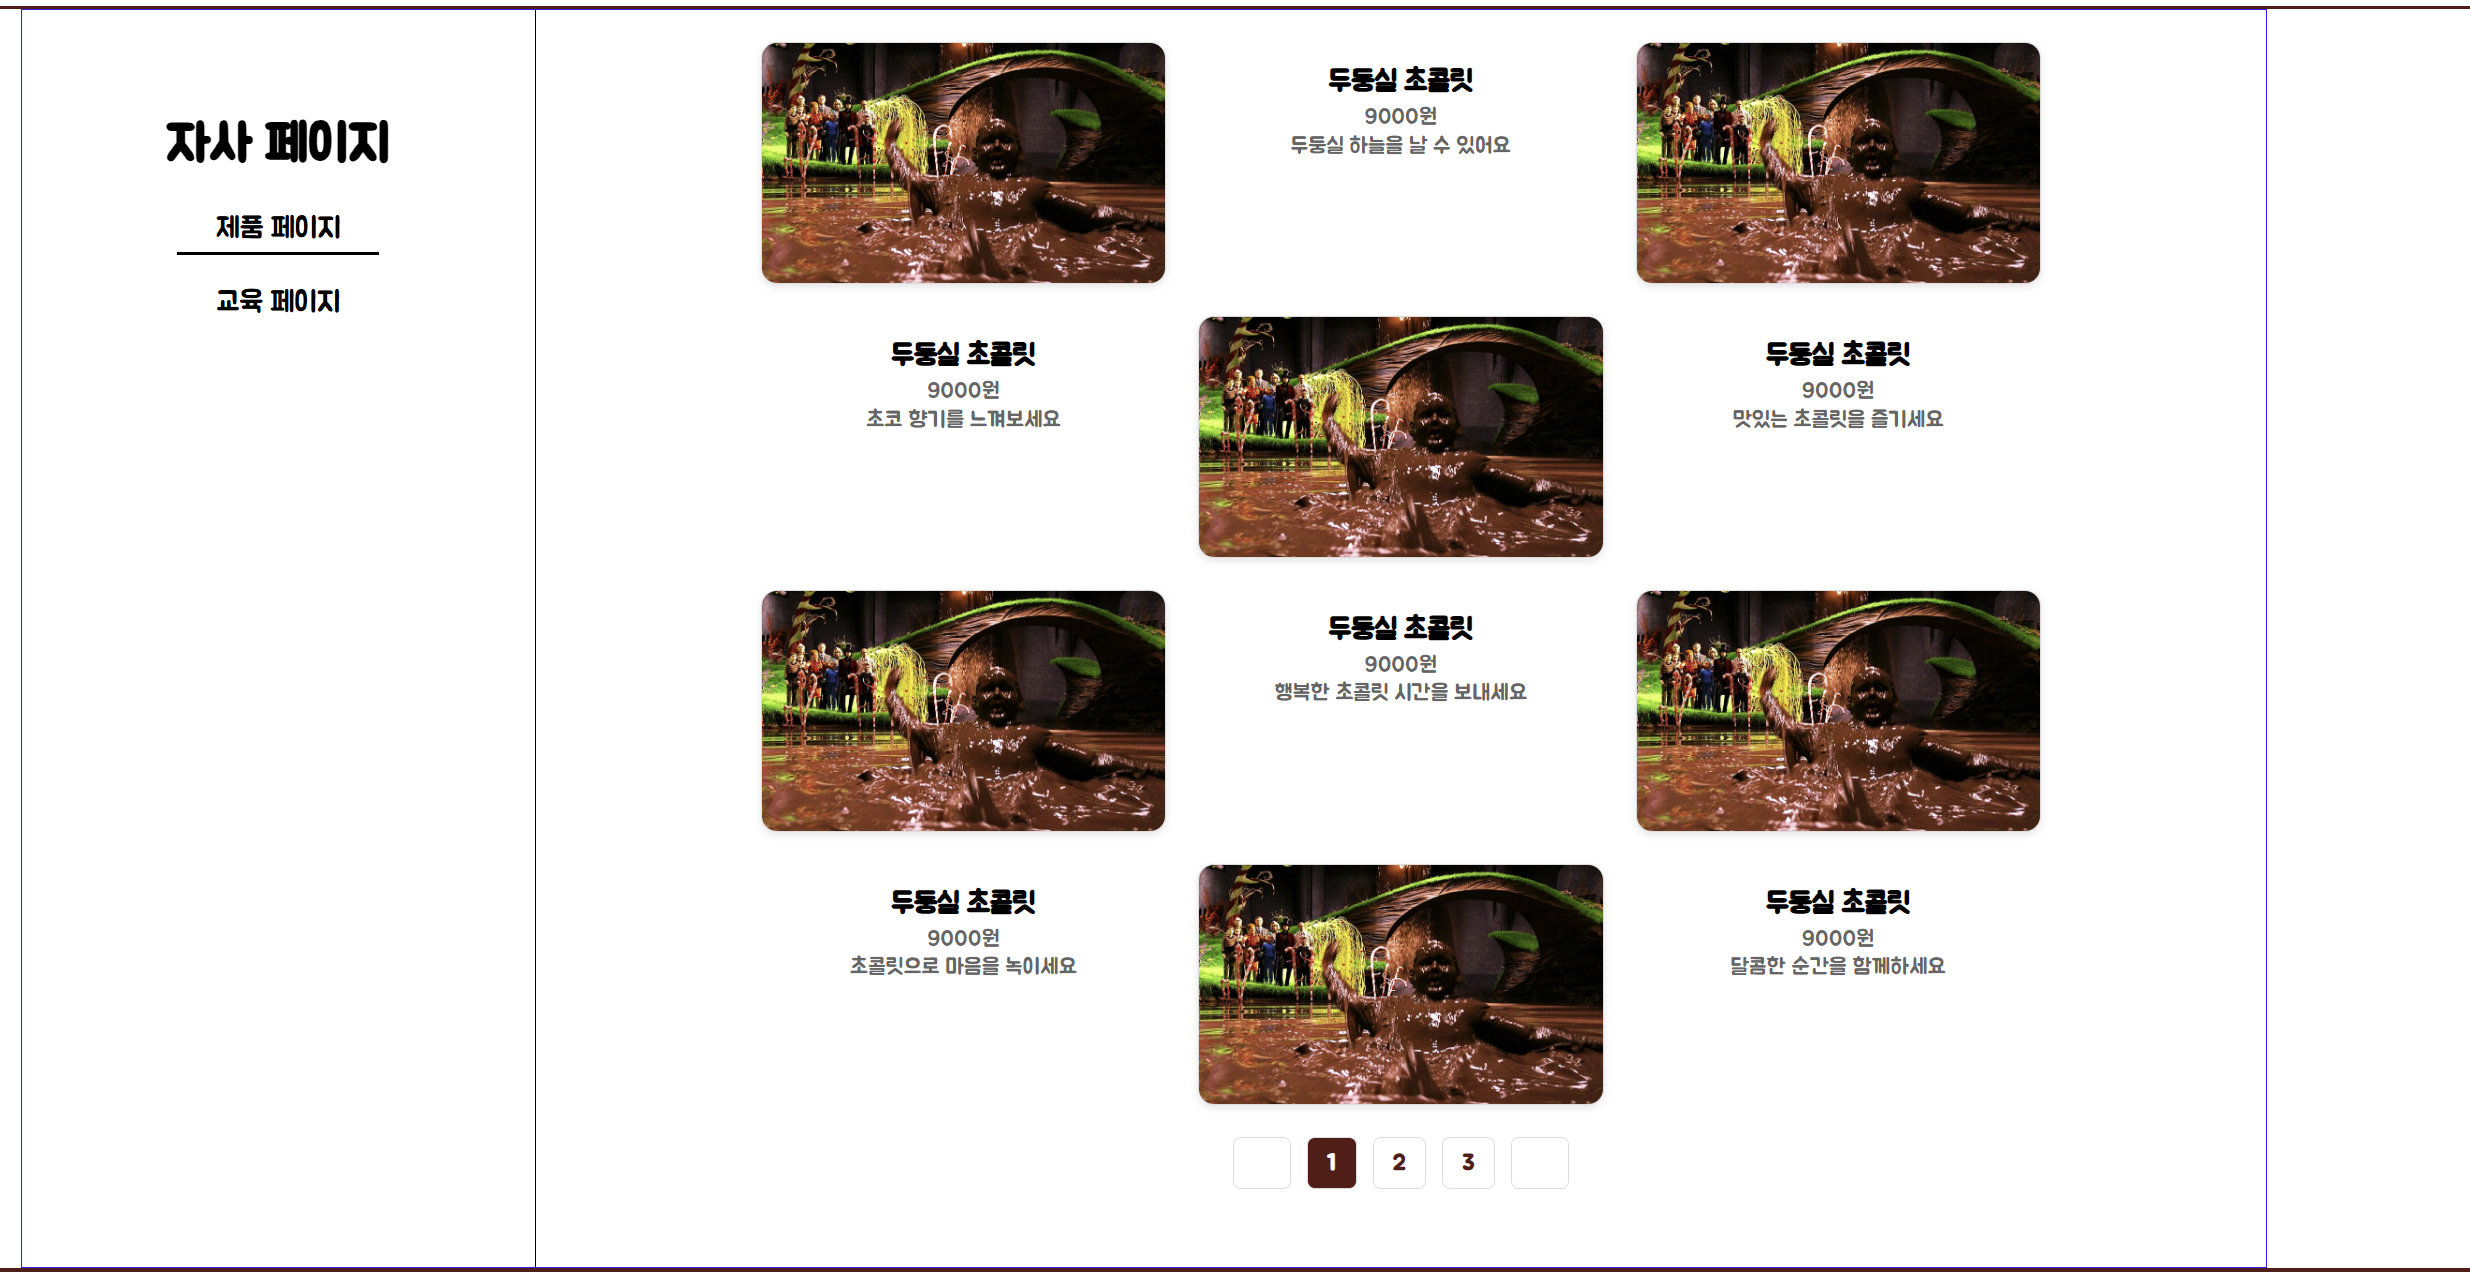 자사 페이지
제품 페이지
교육 페이지
두둥실 초콜릿
9000원
두둥실 하늘을 날 수 있어요
두둥실 초콜릿
9000원
초코 향기를 느껴보세요
두둥실 초콜릿
9000원
맛있는 초콜릿을 즐기세요
두둥실 초콜릿
9000원
행복한 초콜릿 시간을 보내세요
두둥실 초콜릿
9000원
초콜릿으로 마음을 녹이세요
두둥실 초콜릿
9000원
달콤한 순간을 함께하세요
1 2 3